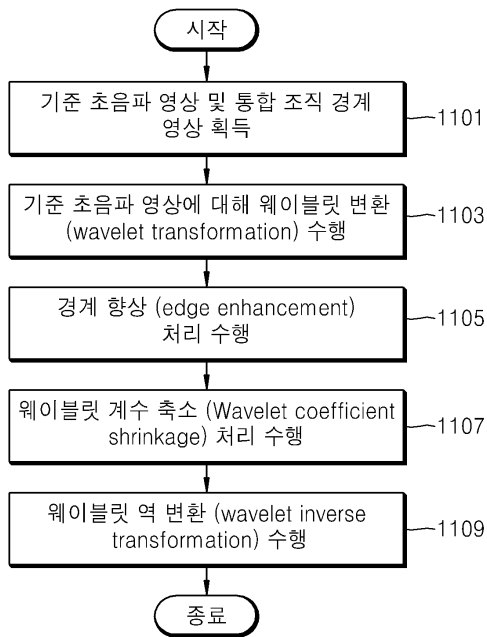 시작
기준 초음파 영상 및 통합 조직 경계
영상 획득
1101
기준 초음파 영상에 대해 웨이블릿 변환
(wavelet transformation) 수행
1103
경계 향상 (edge enhancement)
처리 수행
1105
웨이블릿 계수 축소 (Wavelet coefficient
shrinkage) 처리 수행
1107
웨이블릿 역 변환 (wavelet inverse
transformation) 수행
1109
종료